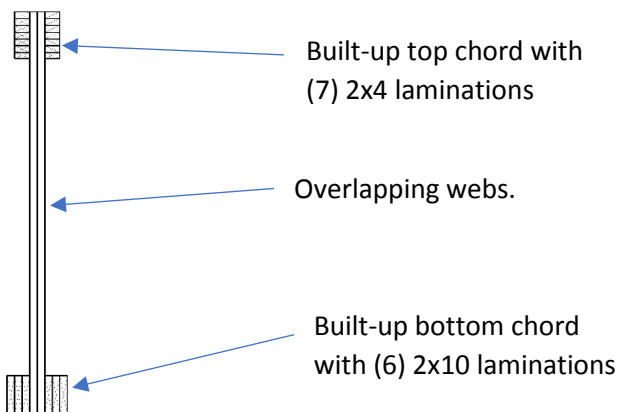 Built-up top chord with
(7) 2x4 laminations
Overlapping webs.
Built-up bottom chord
with (6) 2x10 laminations